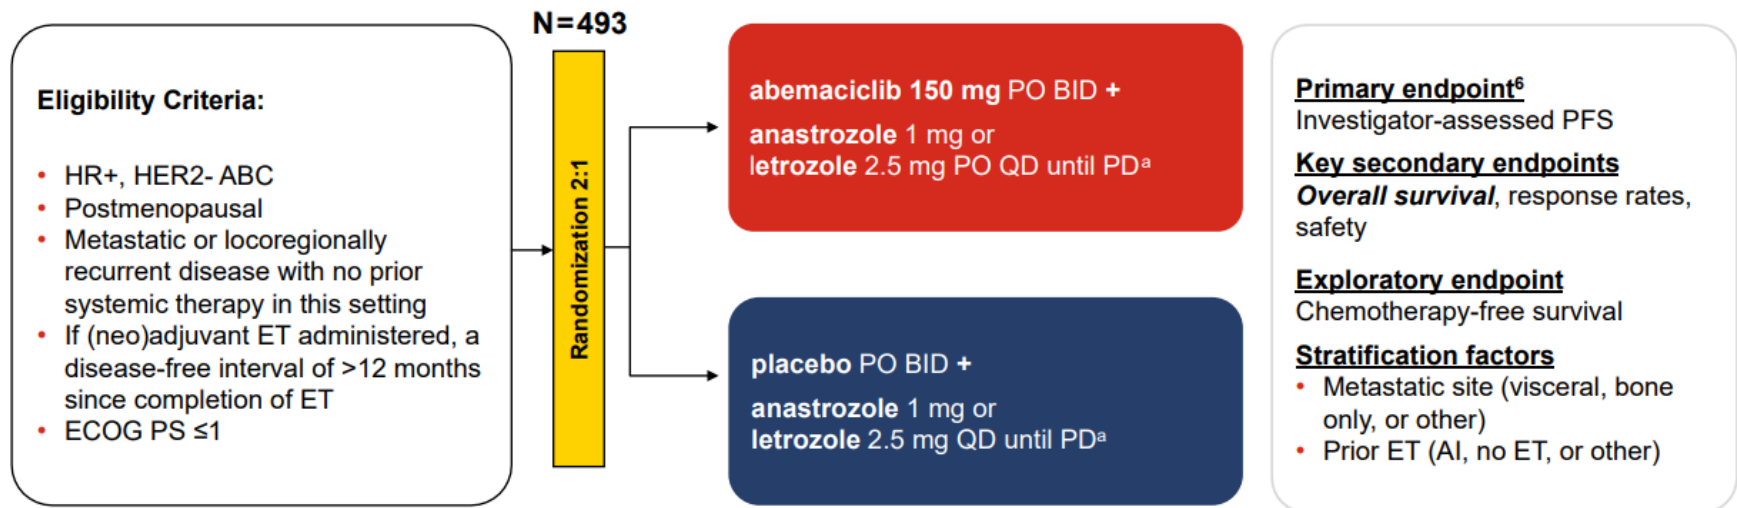 N=493
Eligibility Criteria:
• HR+, HER2- ABC
• Postmenopausal
• Metastatic or locoregionally
recurrent disease with no prior
systemic therapy in this setting
• If (neo)adjuvant ET administered, a
disease-free interval of >12 months
since completion of ET
• ECOG PS ≤1
Randomization 2:1
abemaciclib 150 mg PO BID +
anastrozole 1 mg or
letrozole 2.5 mg PO QD until PDᵃ
placebo PO BID +
anastrozole 1 mg or
letrozole 2.5 mg QD until PDᵃ
Primary endpoint⁶
Investigator-assessed PFS
Key secondary endpoints
Overall survival, response rates,
safety
Exploratory endpoint
Chemotherapy-free survival
Stratification factors
• Metastatic site (visceral, bone
only, or other)
• Prior ET (AI, no ET, or other)